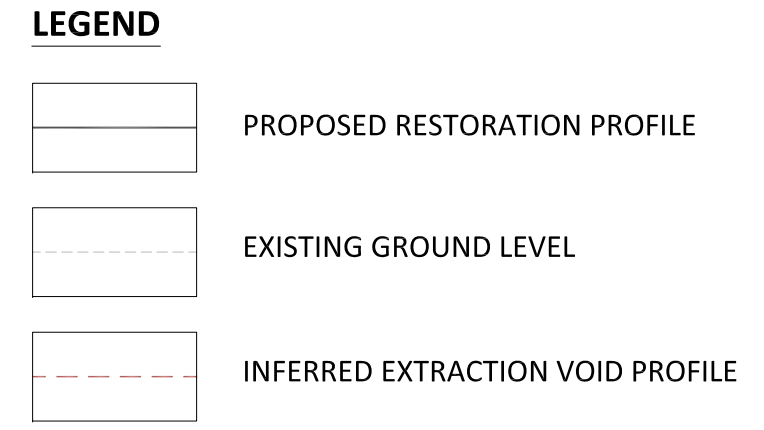 LEGEND
PROPOSED RESTORATION PROFILE
EXISTING GROUND LEVEL
INFERRED EXTRACTION VOID PROFILE